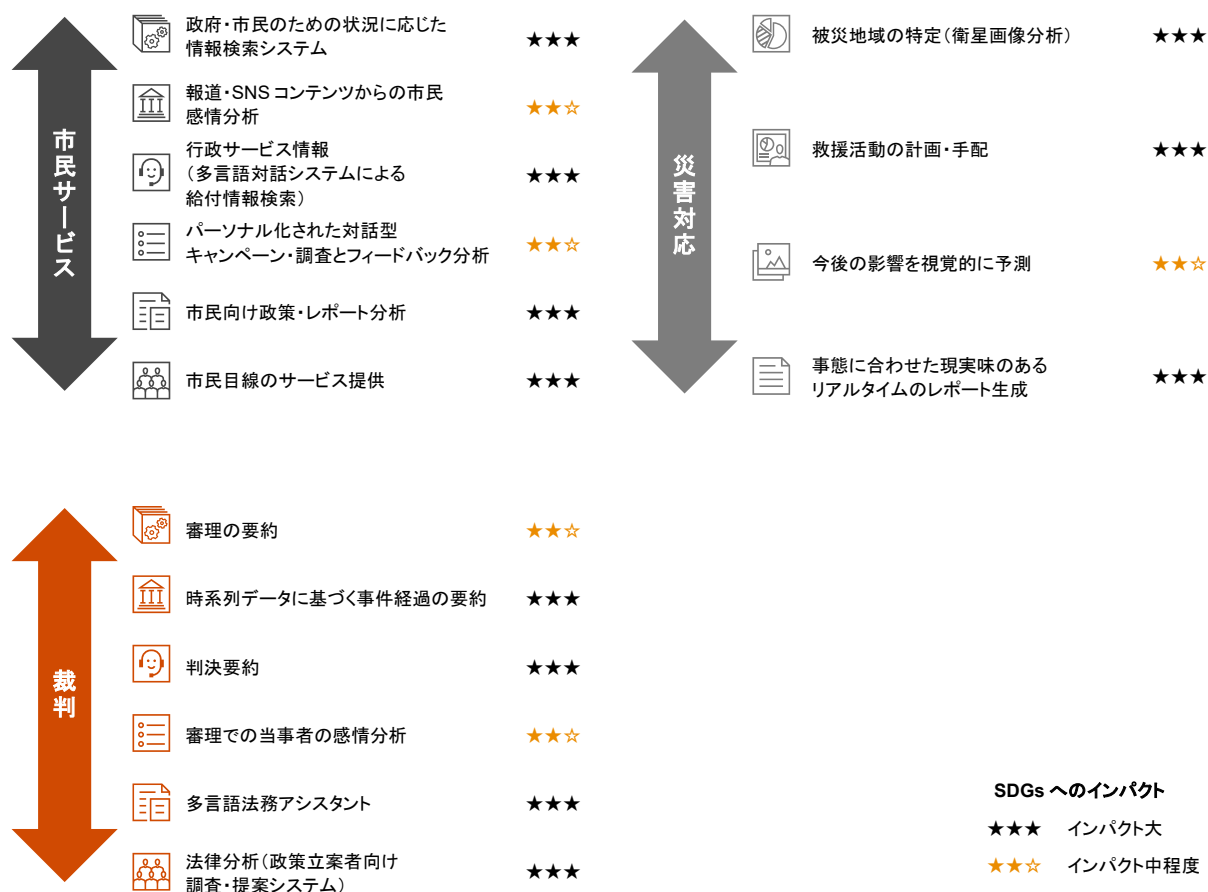 市民サービス
政府・市民のための状況に応じた
情報検索システム
★★★
報道・SNS コンテンツからの市民
感情分析
★★☆
行政サービス情報
（多言語対話システムによる
給付情報検索）
★★★
パーソナル化された対話型
キャンペーン・調査とフィードバック分析
★★☆
市民向け政策・レポート分析
★★★
市民目線のサービス提供
★★★
災害対応
被災地域の特定（衛星画像分析）
★★★
救援活動の計画・手配
★★★
今後の影響を視覚的に予測
★★☆
事態に合わせた現実味のある
リアルタイムのレポート生成
★★★
裁判
審理の要約
★★☆
時系列データに基づく事件経過の要約
★★★
判決要約
★★★
審理での当事者の感情分析
★★☆
多言語法務アシスタント
★★★
法律分析（政策立案者向け
調査・提案システム）
★★★
SDGs へのインパクト
★★★ インパクト大
★★☆ インパクト中程度